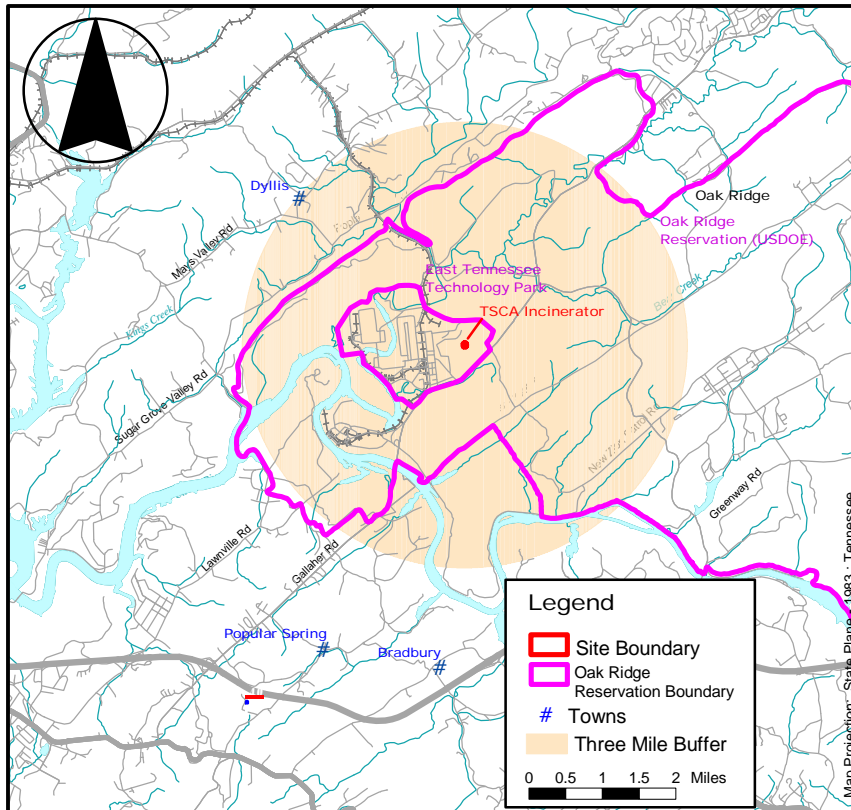 Dyllis
#
Oak Ridge
Oak Ridge
Reservation (USDOE)
Mays Valley Rd
East Tennessee
Technology Park
Bear Creek
TSCA Incinerator
Kings Creek
Sugar Grove Valley Rd
Greenway Rd
Lawnville Rd
Gallaher Rd
Popular Spring
#
Bradbury
#
Legend
Site Boundary
Oak Ridge
Reservation Boundary
# Towns
Three Mile Buffer
0 0.5 1 1.5 2 Miles
Map Projection: State Plane 1983 : Tennessee